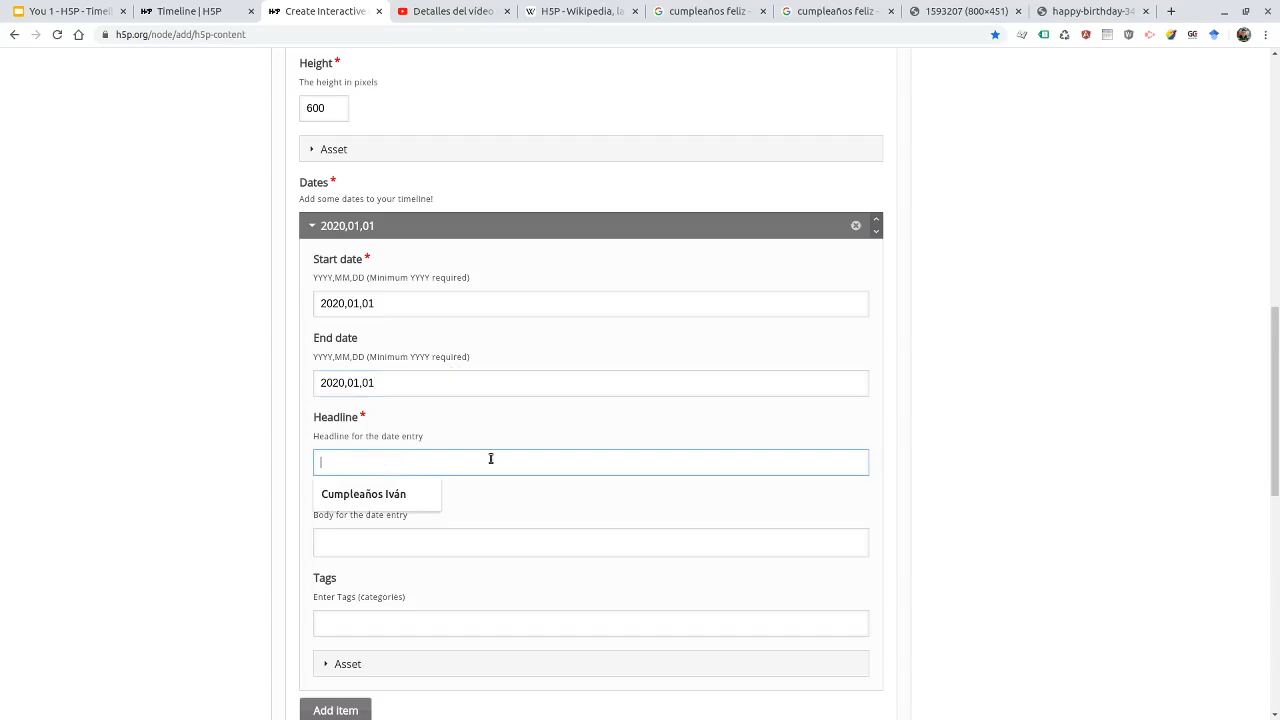 You 1 - H5P - Timeli
Timeline | H5P
Create Interactive
Detalles del vídeo
H5P - Wikipedia, la
cumpleaños feliz -
cumpleaños feliz -
1593207 (800×451)
happy-birthday-34
h5p.org/node/add/h5p-content
Height*
The height in pixels
600
Asset
Dates*
Add some dates to your timeline!
2020,01,01
Start date*
YYYY,MM,DD (Minimum YYYY required)
2020,01,01
End date
YYYY,MM,DD (Minimum YYYY required)
2020,01,01
Headline*
Headline for the date entry
Cumpleaños Iván
Body for the date entry
Tags
Enter Tags (categories)
Asset
Add item